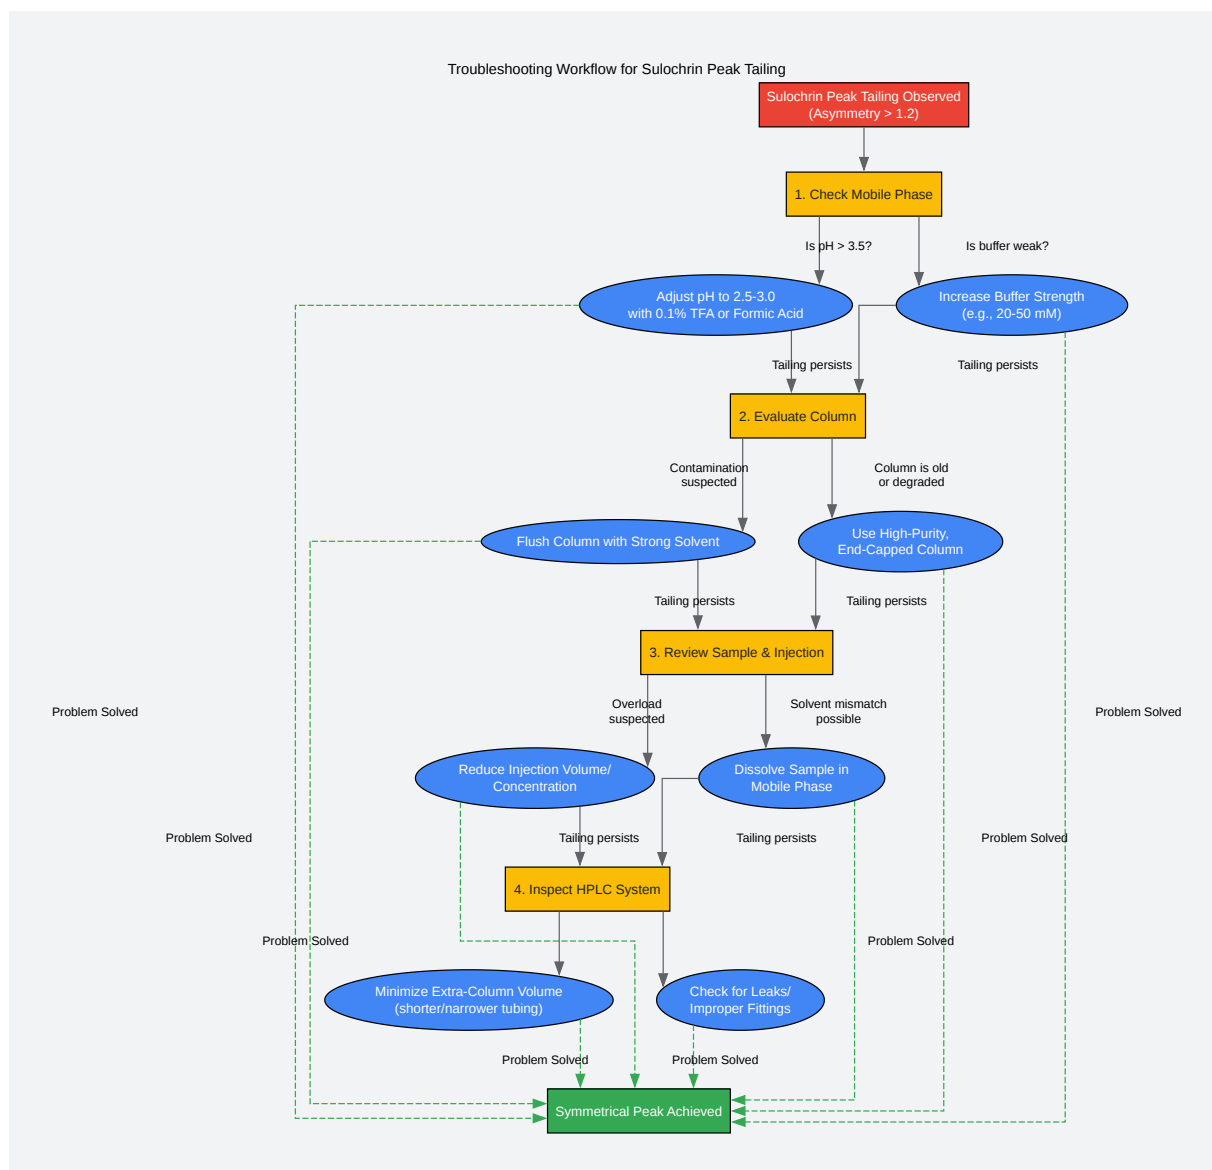 Troubleshooting Workflow for Sulochrin Peak Tailing
Sulochrin Peak Tailing Observed
(Asymmetry > 1.2)
1. Check Mobile Phase
Is pH > 3.5?
Is buffer weak?
Adjust pH to 2.5-3.0
with 0.1% TFA or Formic Acid
Increase Buffer Strength
(e.g., 20-50 mM)
Tailing persists
Tailing persists
2. Evaluate Column
Contamination
suspected
Column is old
or degraded
Flush Column with Strong Solvent
Use High-Purity,
End-Capped Column
Tailing persists
Tailing persists
3. Review Sample & Injection
Overload
suspected
Solvent mismatch
possible
Problem Solved
Problem Solved
Reduce Injection Volume/
Concentration
Dissolve Sample in
Mobile Phase
Problem Solved
Tailing persists
Tailing persists
Problem Solved
4. Inspect HPLC System
Problem Solved
Problem Solved
Minimize Extra-Column Volume
(shorter/narrower tubing)
Check for Leaks/
Improper Fittings
Problem Solved
Problem Solved
Symmetrical Peak Achieved